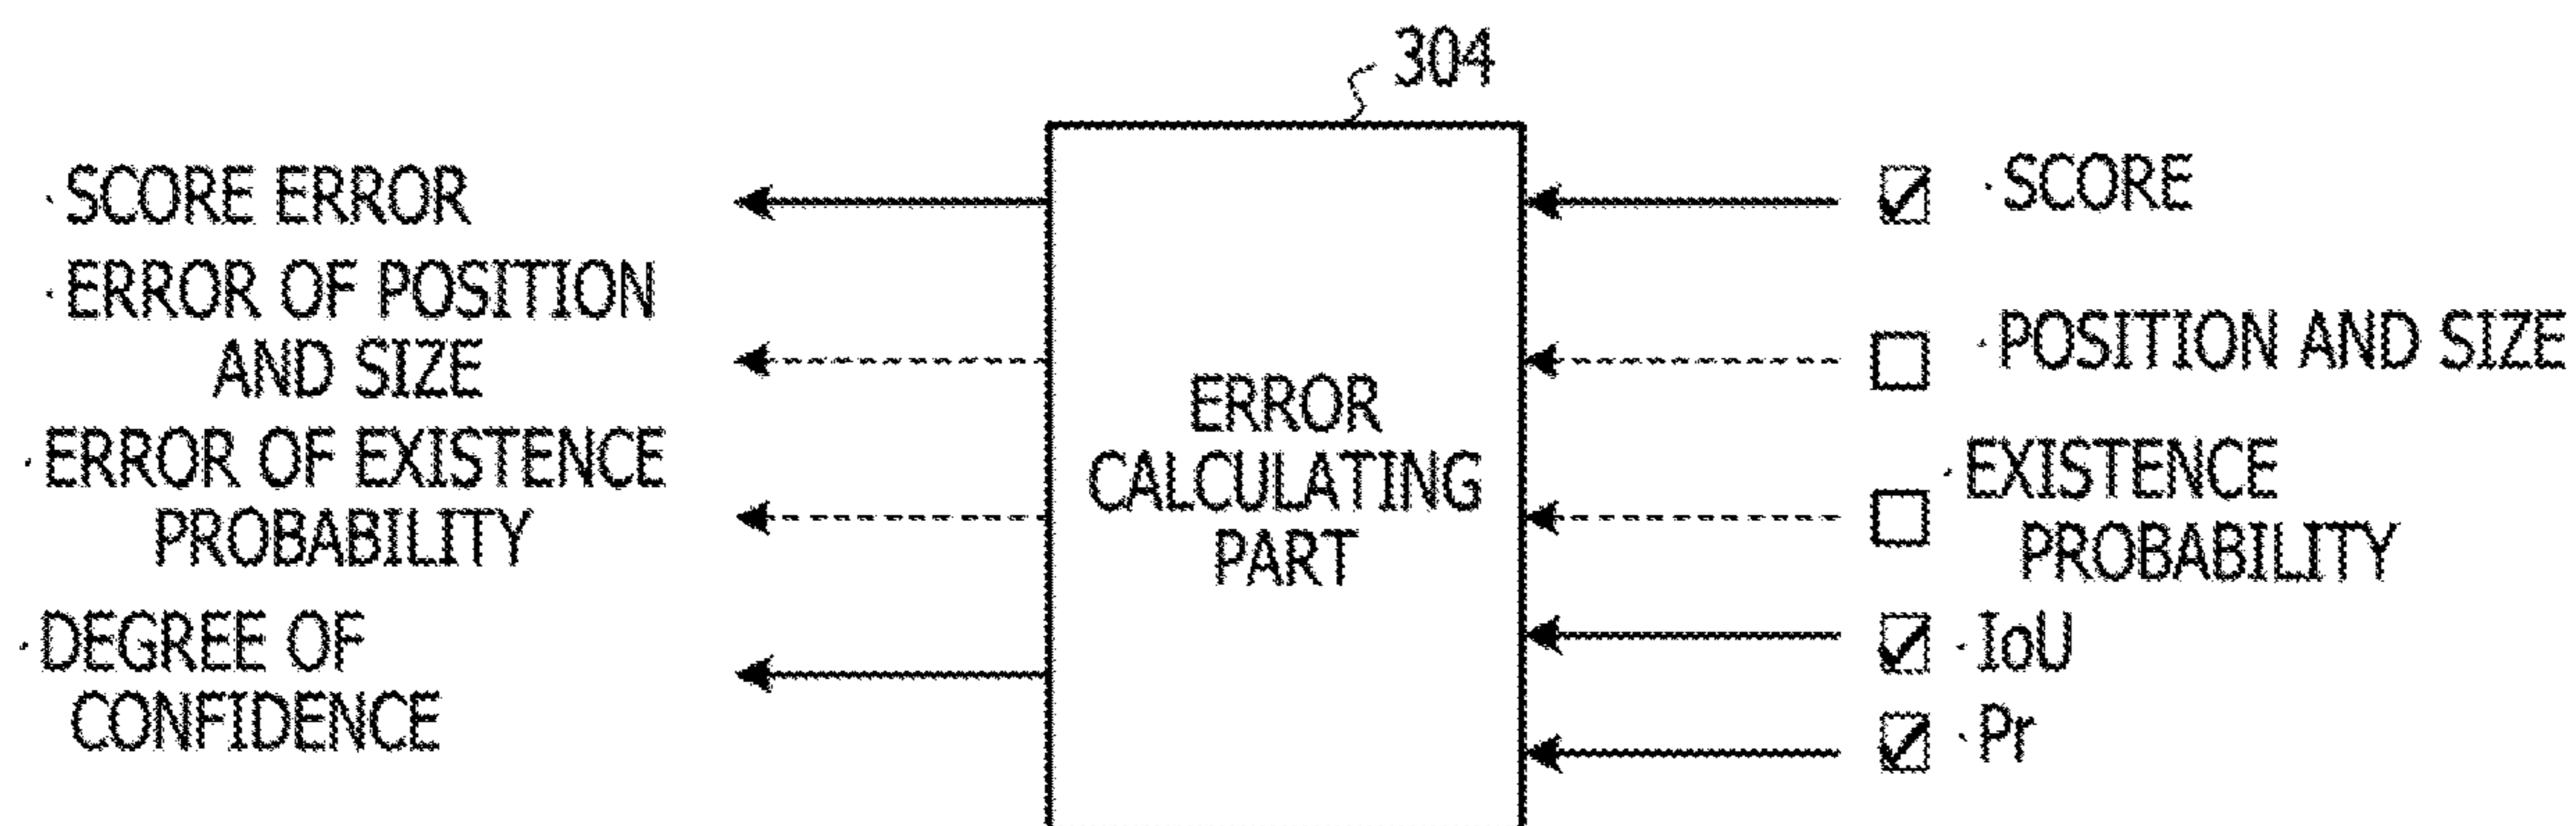 304
·SCORE ERROR
·ERROR OF POSITION
AND SIZE
·ERROR OF EXISTENCE
PROBABILITY
·DEGREE OF
CONFIDENCE
ERROR
CALCULATING
PART
·SCORE
·POSITION AND SIZE
·EXISTENCE
PROBABILITY
·IoU
·Pr